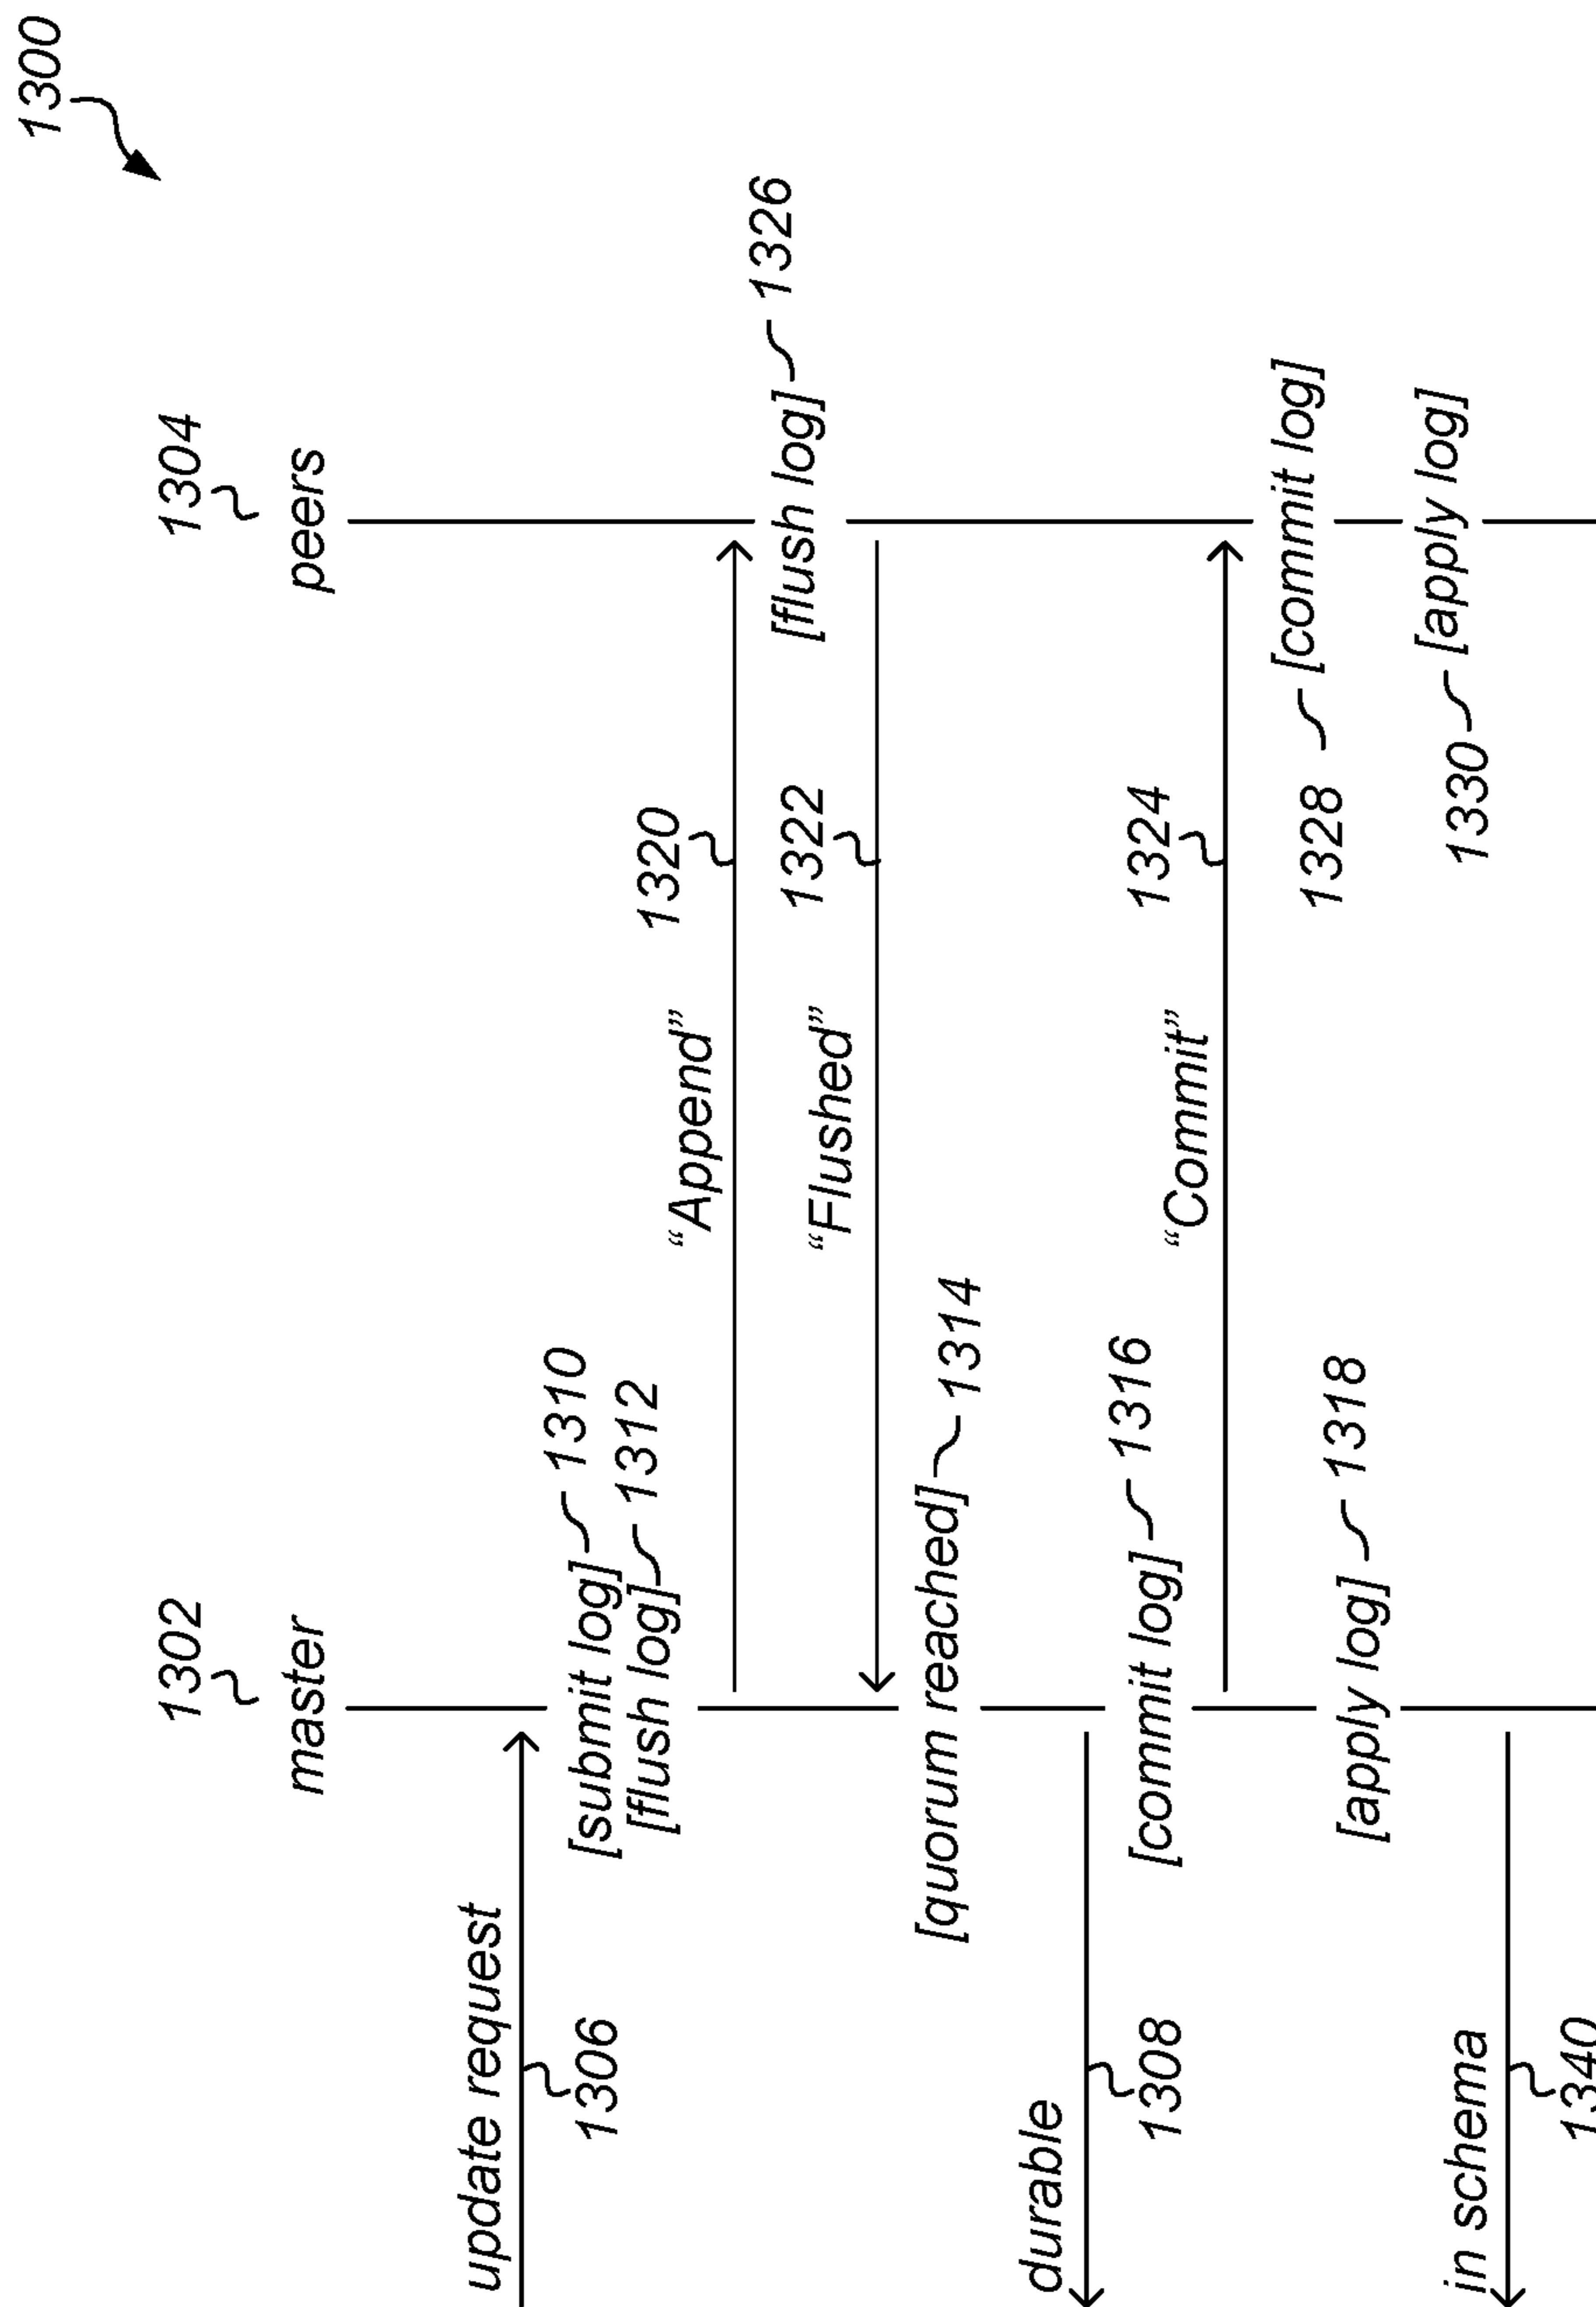 1300
1302
1304
master
peers
update request
1306
[submit log] 1310
[flush log] 1312
1320
"Append"
[flush log] 1326
1322
"Flushed"
[quorum reached] 1314
durable
1308
[commit log] 1316
1324
"Commit"
1328 [commit log]
[apply log] 1318
1330 [apply log]
in schema
1340